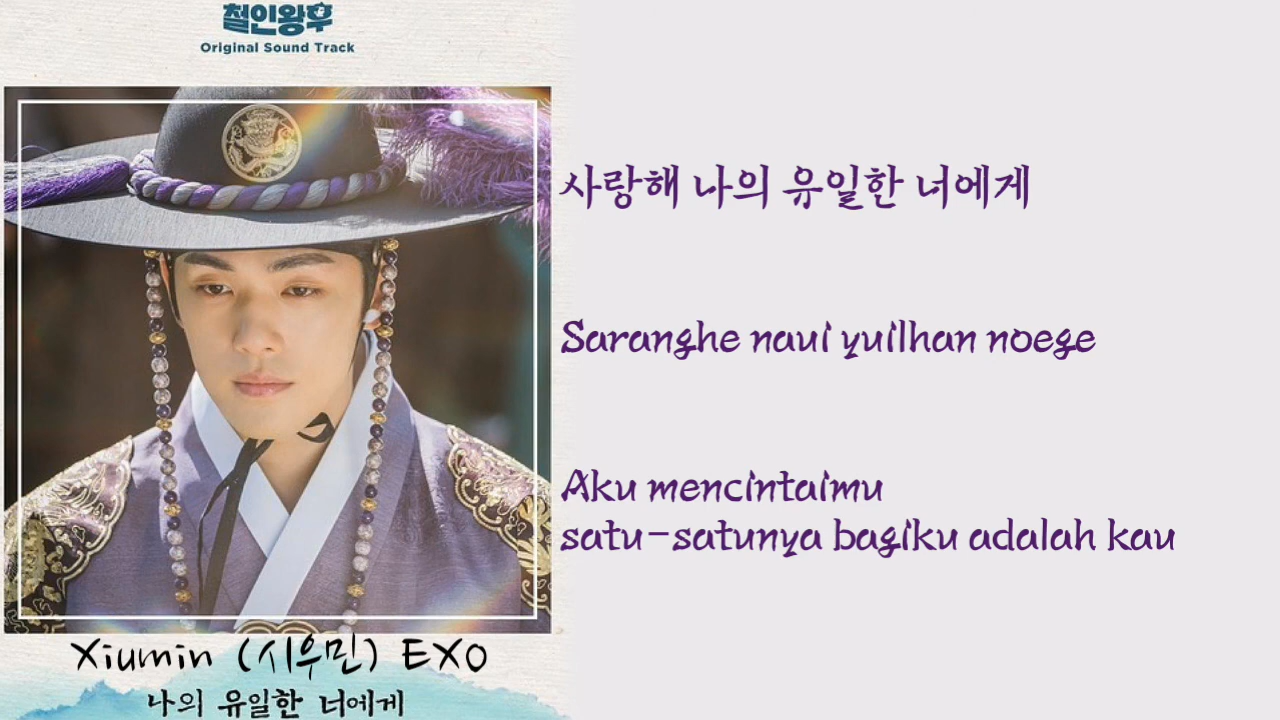 철인왕후
Original Sound Track
사랑해 나의 유일한 너에게
Saranghe naui yuilhan noege
Aku mencintaimu
satu-satunya bagiku adalah kau
Xiumin (시우민) EXO
나의 유일한 너에게